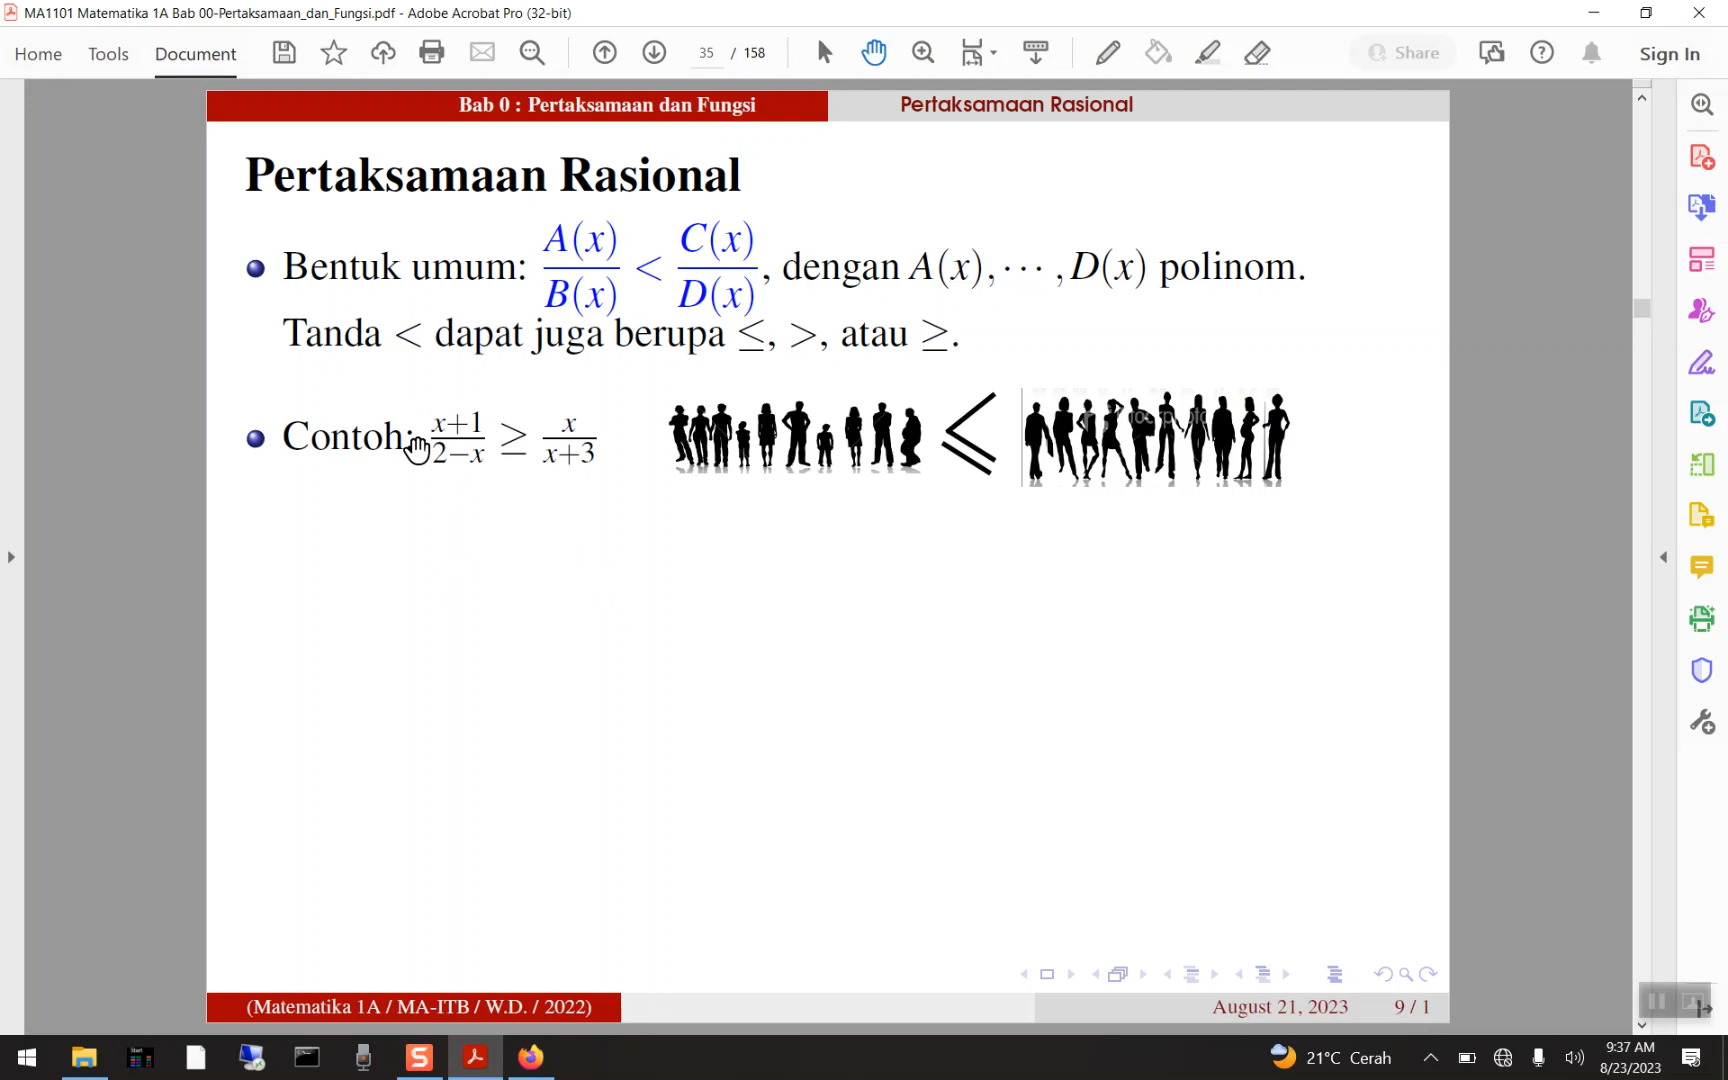 MA1101 Matematika 1A Bab 00-Pertaksamaan_dan_Fungsi.pdf - Adobe Acrobat Pro (32-bit)
Home Tools Document 35 / 158 Share Sign In
Bab 0 : Pertaksamaan dan Fungsi Pertaksamaan Rasional
Pertaksamaan Rasional
Bentuk umum: A(x)/B(x) < C(x)/D(x), dengan A(x), ⋯ , D(x) polinom.
Tanda < dapat juga berupa ≤, >, atau ≥.
Contoh: x+1/2−x ≥ x/x+3
≤
(Matematika 1A / MA-ITB / W.D. / 2022) August 21, 2023 9 / 1
Start
S
21°C Cerah
9:37 AM
8/23/2023